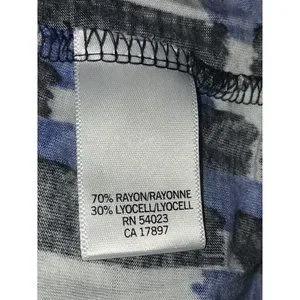 70% RAYON/RAYONNE
30% LYOCELL/LYOCELL
RN 54023
CA 17897